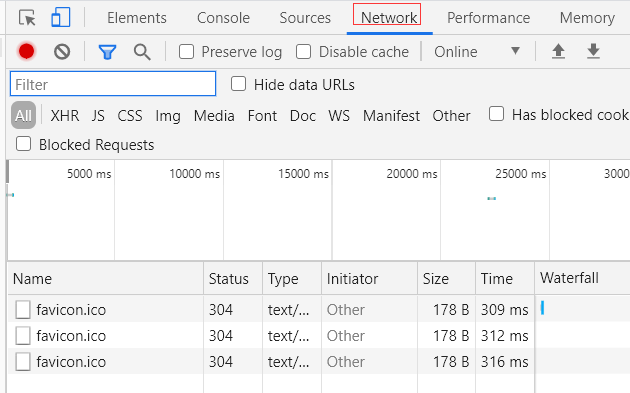 Elements Console Sources Network Performance Memory
Preserve log Disable cache Online
Filter Hide data URLs
All XHR JS CSS Img Media Font Doc WS Manifest Other Has blocked cook
Blocked Requests
5000 ms 10000 ms 15000 ms 20000 ms 25000 ms 3000
Name Status Type Initiator Size Time Waterfall
favicon.ico 304 text/... Other 178 B 309 ms
favicon.ico 304 text/... Other 178 B 312 ms
favicon.ico 304 text/... Other 178 B 316 ms